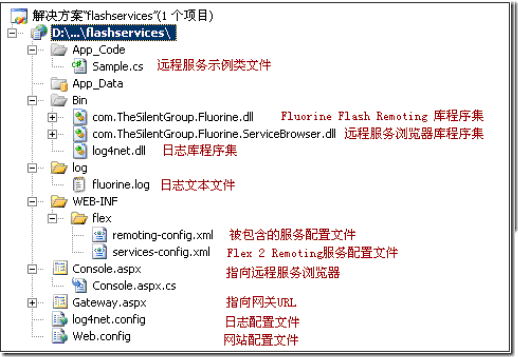 解决方案"flashservices"(1 个项目)
D:\...\flashservices\
App_Code
Sample.cs 远程服务示例类文件
App_Data
Bin
com.TheSilentGroup.Fluorine.dll Fluorine Flash Remoting 库程序集
com.TheSilentGroup.Fluorine.ServiceBrowser.dll 远程服务浏览器库程序集
log4net.dll 日志库程序集
log
fluorine.log 日志文本文件
WEB-INF
flex
remoting-config.xml 被包含的服务配置文件
services-config.xml Flex 2 Remoting服务配置文件
Console.aspx 指向远程服务浏览器
Console.aspx.cs
Gateway.aspx 指向网关URL
log4net.config 日志配置文件
Web.config 网站配置文件